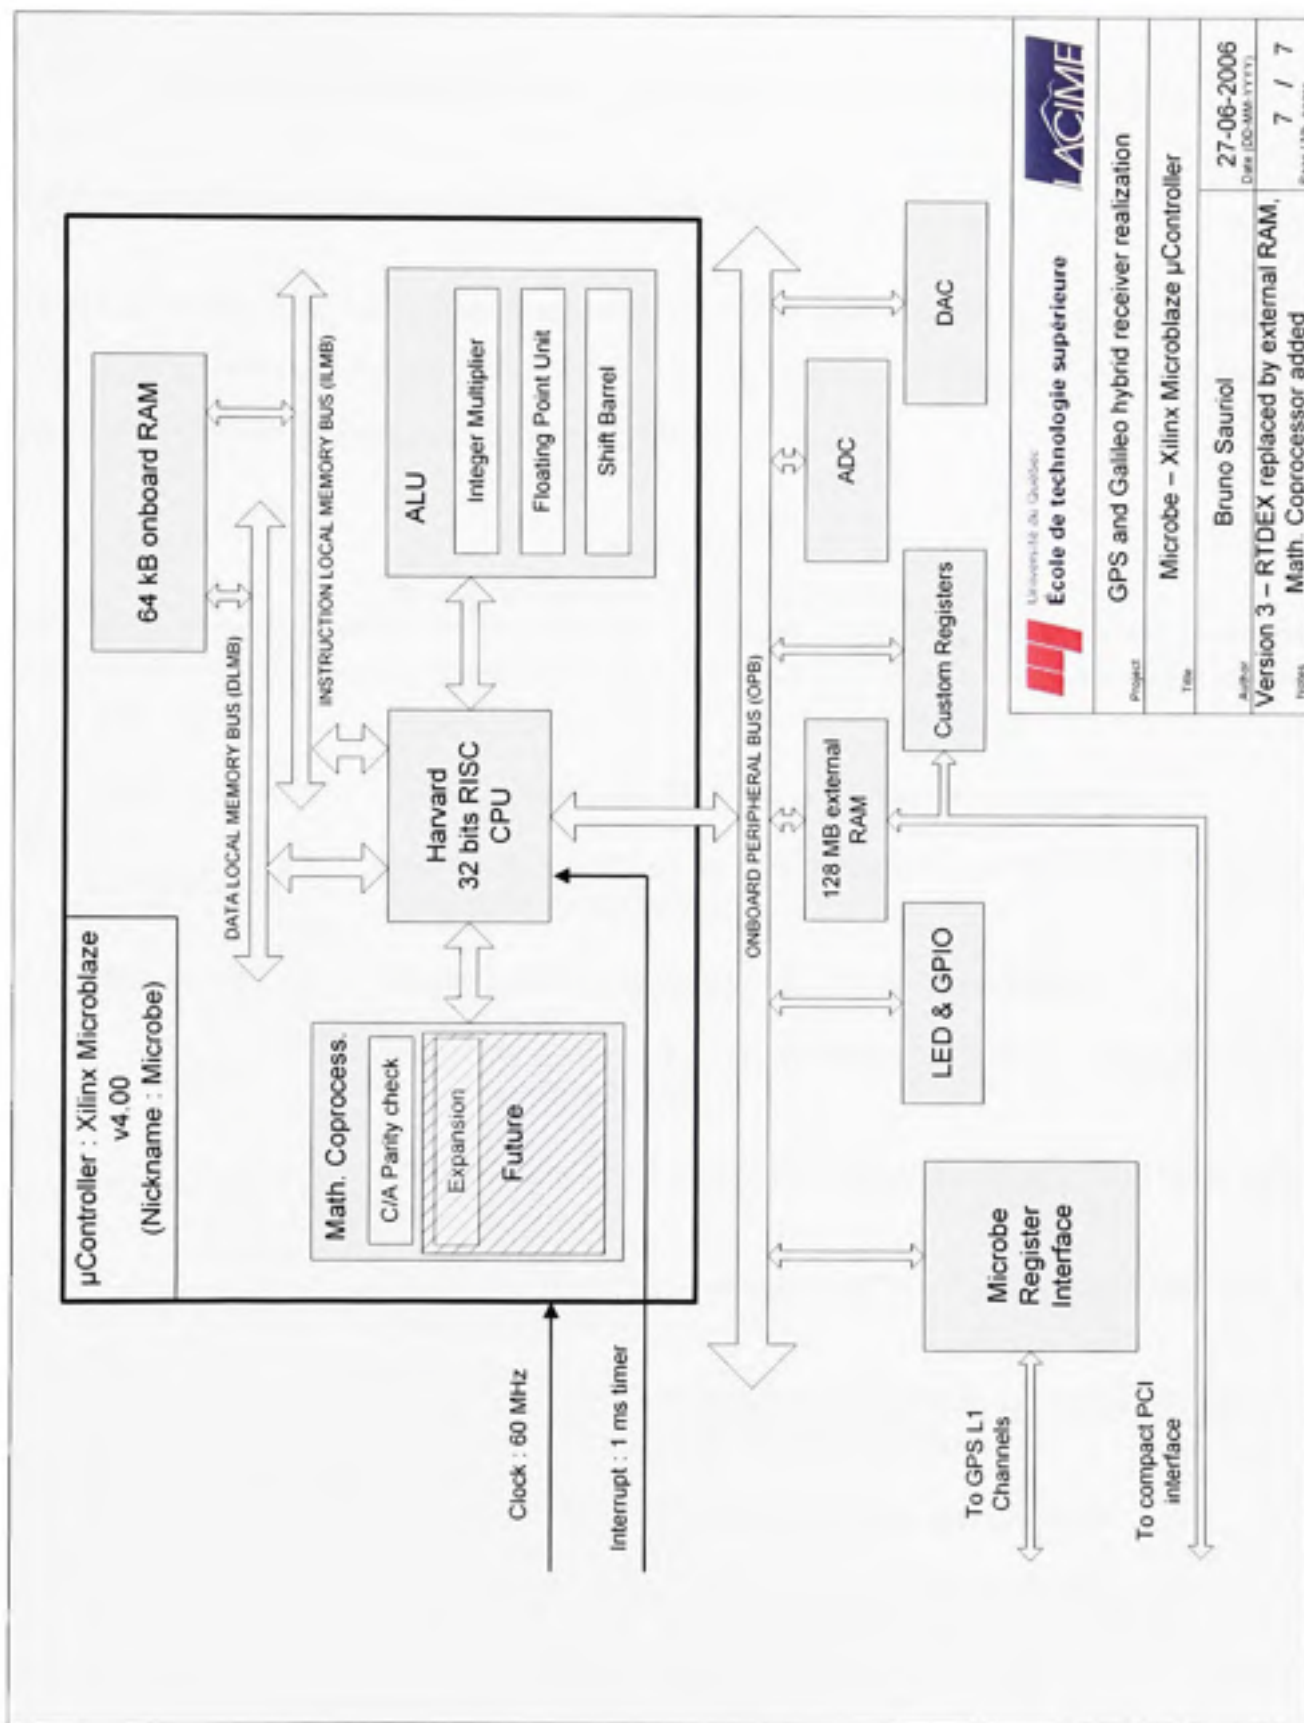 µController : Xilinx Microblaze
v4.00
(Nickname : Microbe)
64 kB onboard RAM
DATA LOCAL MEMORY BUS (DLMB)
INSTRUCTION LOCAL MEMORY BUS (ILMB)
Math. Coprocess.
C/A Parity check
Expansion
Future
Harvard
32 bits RISC
CPU
ALU
Integer Multiplier
Floating Point Unit
Shift Barrel
Clock : 60 MHz
Interrupt : 1 ms timer
ONBOARD PERIPHERAL BUS (OPB)
Microbe
Register
Interface
LED & GPIO
128 MB external
RAM
Custom Registers
ADC
DAC
To GPS L1
Channels
To compact PCI
interface
Université du Québec
École de technologie supérieure
LACIME
Project
GPS and Galileo hybrid receiver realization
Title
Microbe – Xilinx Microblaze µController
Author
Bruno Sauriol
27-06-2006
Date (DD-MM-YYYY)
Version 3 – RTDEX replaced by external RAM,
Math. Coprocessor added
Notes
7 / 7